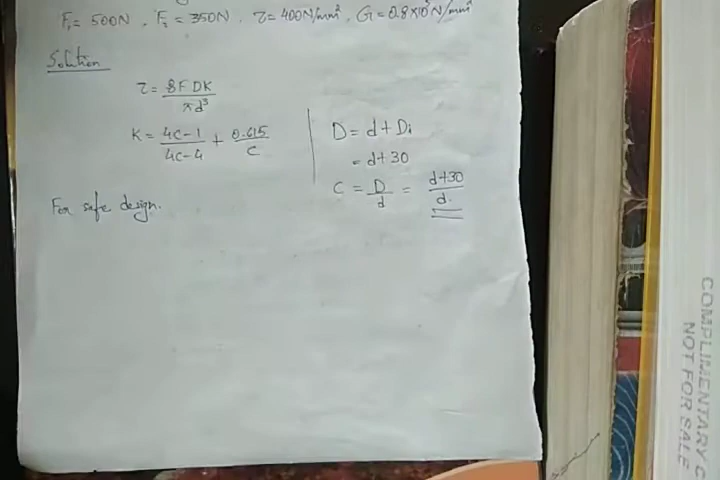 F₁ = 500N , F₂ = 350N , τ = 400N/mm² , G = 0.8×10⁵N/mm²
Solution
τ = 8FDK / πd³
K = 4C-1 / 4C-4 + 0.615 / C
For safe design.
D = d + Di
= d+30
C = D / d = d+30 / d.
COMPLIMENTARY C
NOT FOR SALE